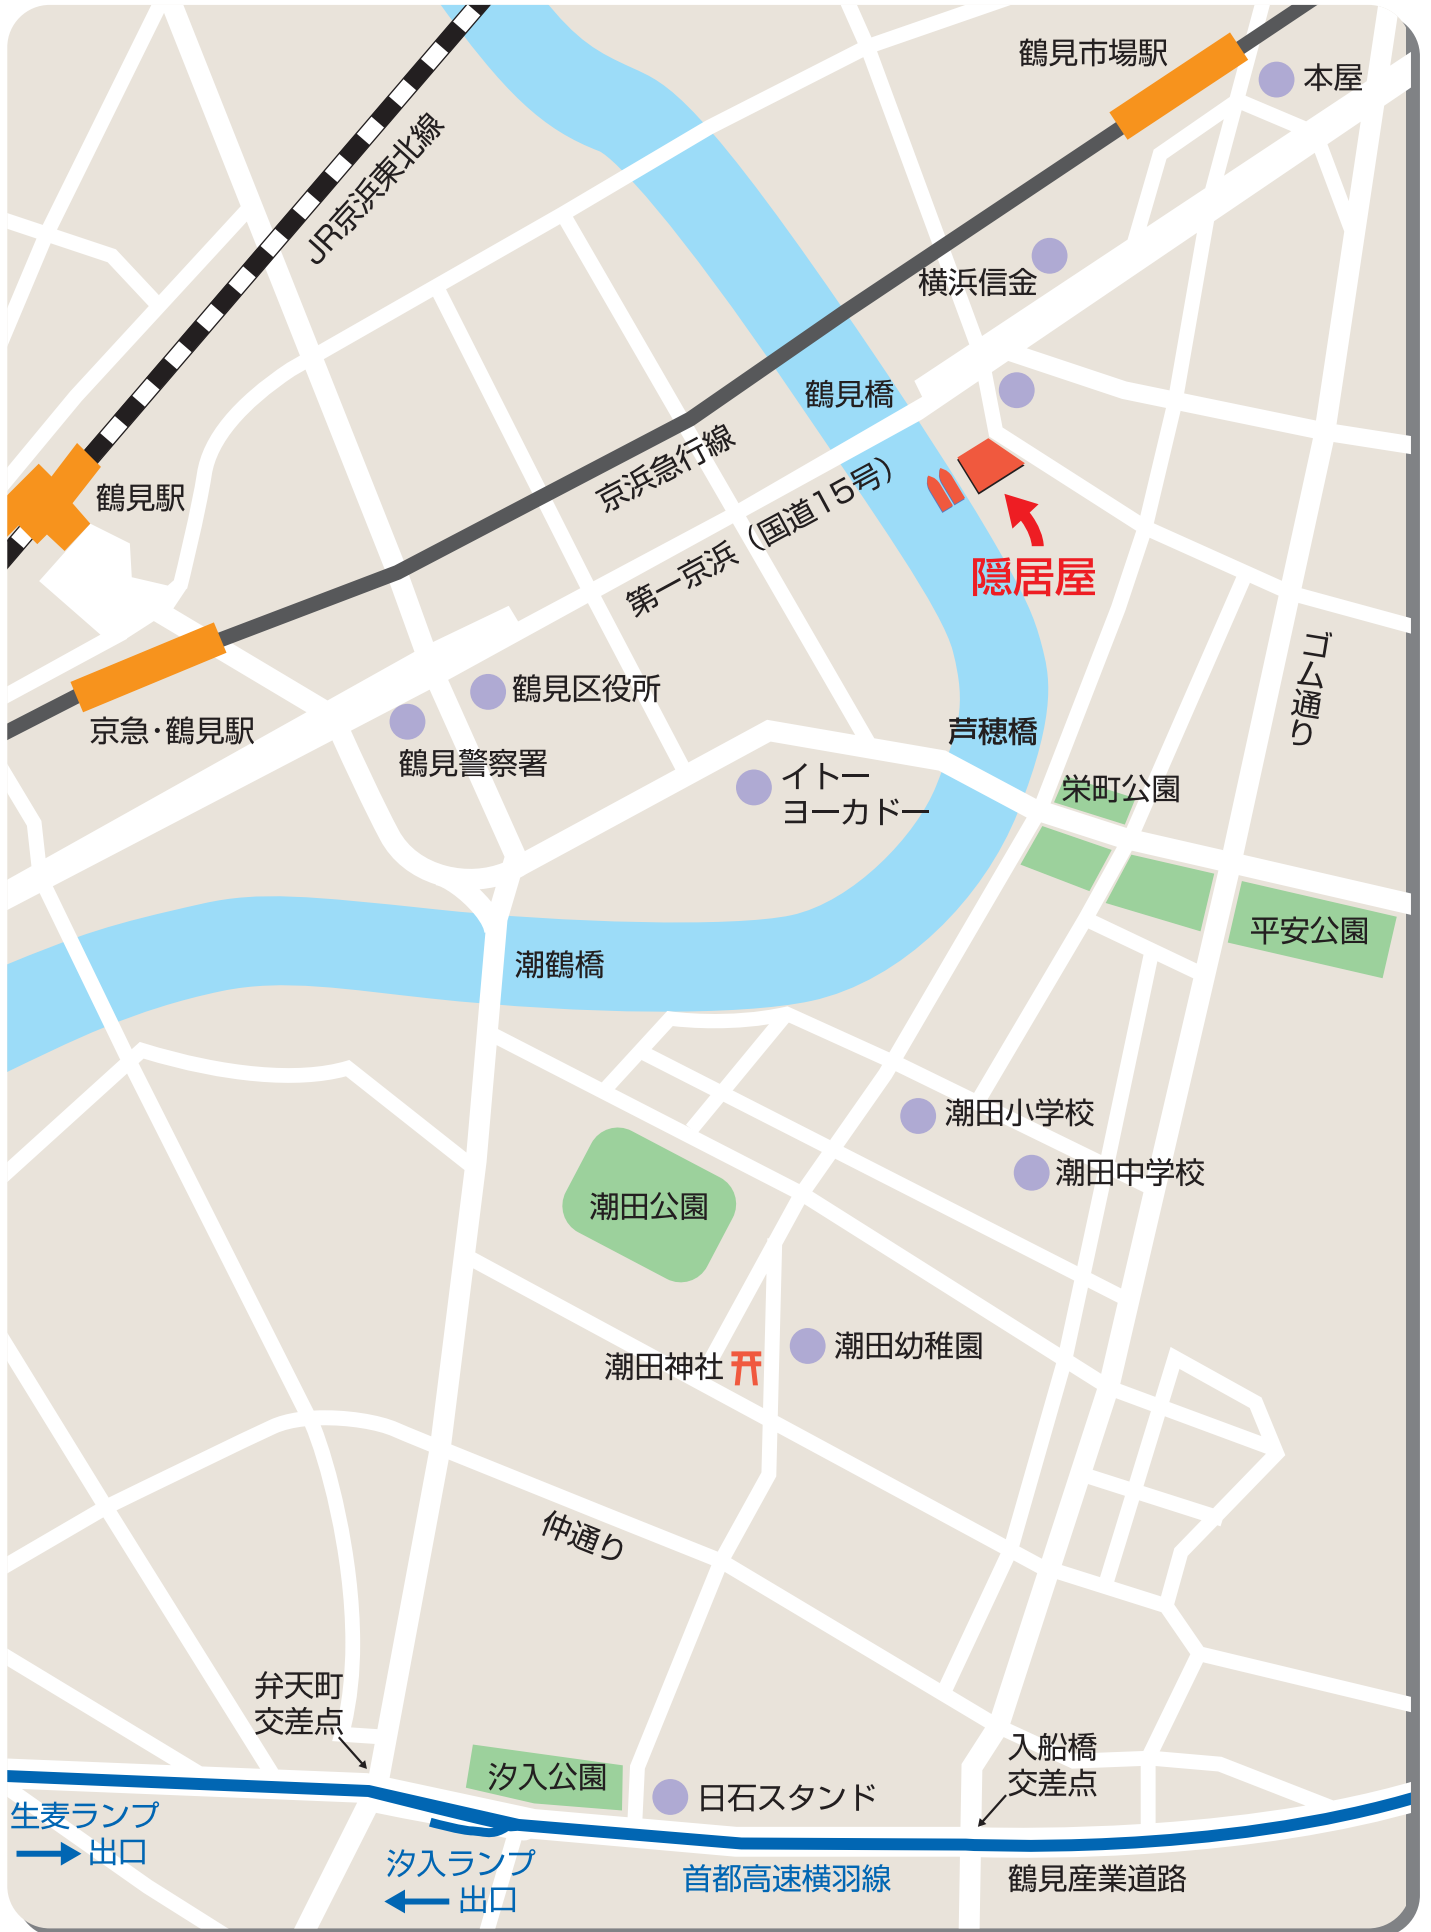 鶴見市場駅
本屋
JR京浜東北線
横浜信金
鶴見橋
京浜急行線
鶴見駅
第一京浜（国道15号）
隠居屋
ゴム通り
鶴見区役所
京急・鶴見駅
鶴見警察署
芦穂橋
イトー
ヨーカドー
栄町公園
平安公園
潮鶴橋
潮田小学校
潮田中学校
潮田公園
潮田幼稚園
潮田神社
仲通り
弁天町
交差点
入船橋
交差点
汐入公園
日石スタンド
生麦ランプ
出口
汐入ランプ
出口
首都高速横羽線
鶴見産業道路